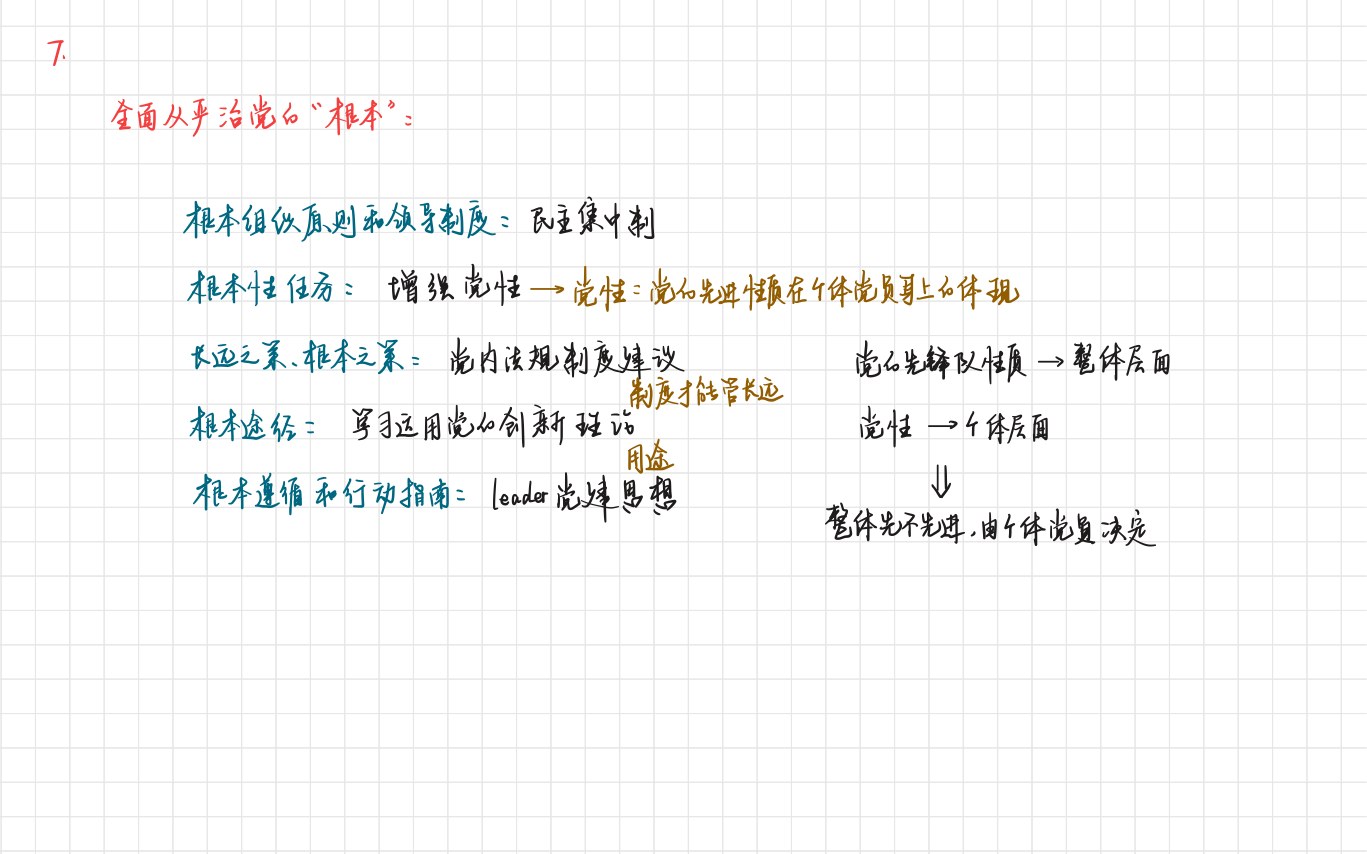 7.
全面从严治党的“根本”：
根本组织原则和领导制度：民主集中制
根本性任务：增强党性→党性：党的先进性质在个体党员身上的体现
长远之策、根本之策：党内法规制度建议
制度才能管长远
根本途径：学习运用党的创新理论
用途
根本遵循和行动指南：leader党建思想
党的先锋队性质→整体层面
党性→个体层面
⇓
整体先不先进，由个体党员决定